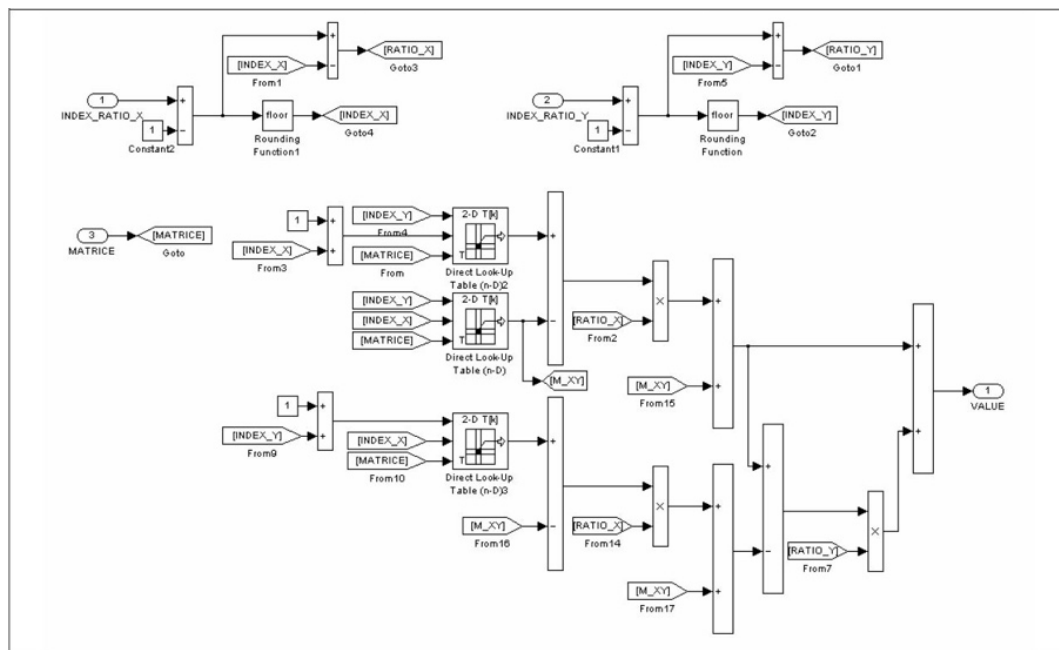 [RATIO_X]
Goto3
[INDEX_X]
From1
1
INDEX_RATIO_X
floor
[INDEX_X]
Goto4
1
Constant2
Rounding
Function1
[RATIO_Y]
Goto1
[INDEX_Y]
From5
2
INDEX_RATIO_Y
floor
[INDEX_Y]
Goto2
1
Constant1
Rounding
Function
3
MATRICE
[MATRICE]
Goto
1
[INDEX_X]
From3
[INDEX_Y]
From4
[MATRICE]
From
2-D T[k]
T
Direct Look-Up
Table (n-D)2
[INDEX_Y]
[INDEX_X]
[MATRICE]
2-D T[k]
T
Direct Look-Up
Table (n-D)
[M_XY]
[RATIO_X]
From2
×
[M_XY]
From15
1
[INDEX_Y]
From9
[INDEX_X]
[MATRICE]
From10
2-D T[k]
T
Direct Look-Up
Table (n-D)3
[M_XY]
From16
[RATIO_X]
From14
×
[M_XY]
From17
[RATIO_Y]
From7
×
1
VALUE